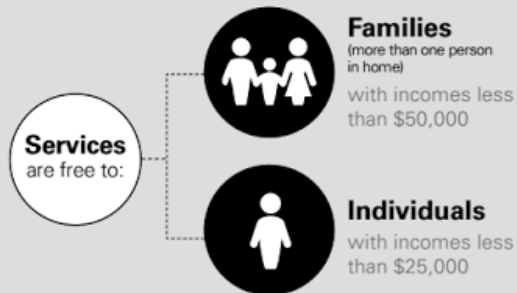 Services
are free to:
Families
(more than one person
in home)
with incomes less
than $50,000
Individuals
with incomes less
than $25,000